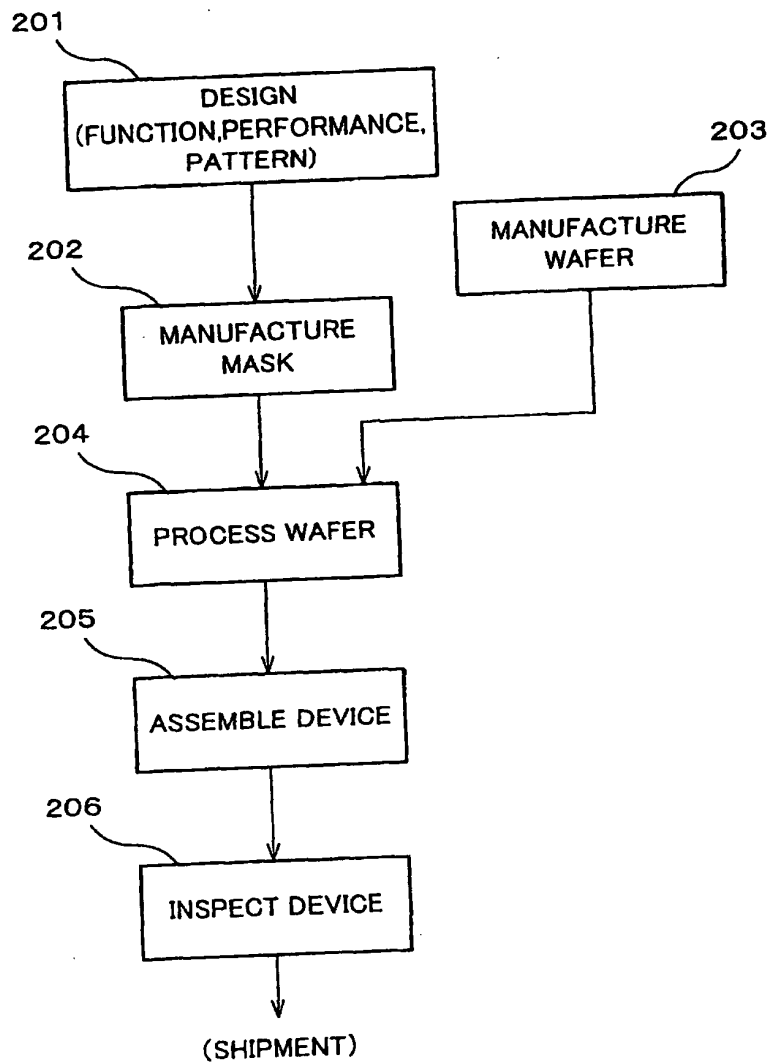 201
DESIGN
(FUNCTION,PERFORMANCE,
PATTERN)
203
MANUFACTURE
WAFER
202
MANUFACTURE
MASK
204
PROCESS WAFER
205
ASSEMBLE DEVICE
206
INSPECT DEVICE
(SHIPMENT)